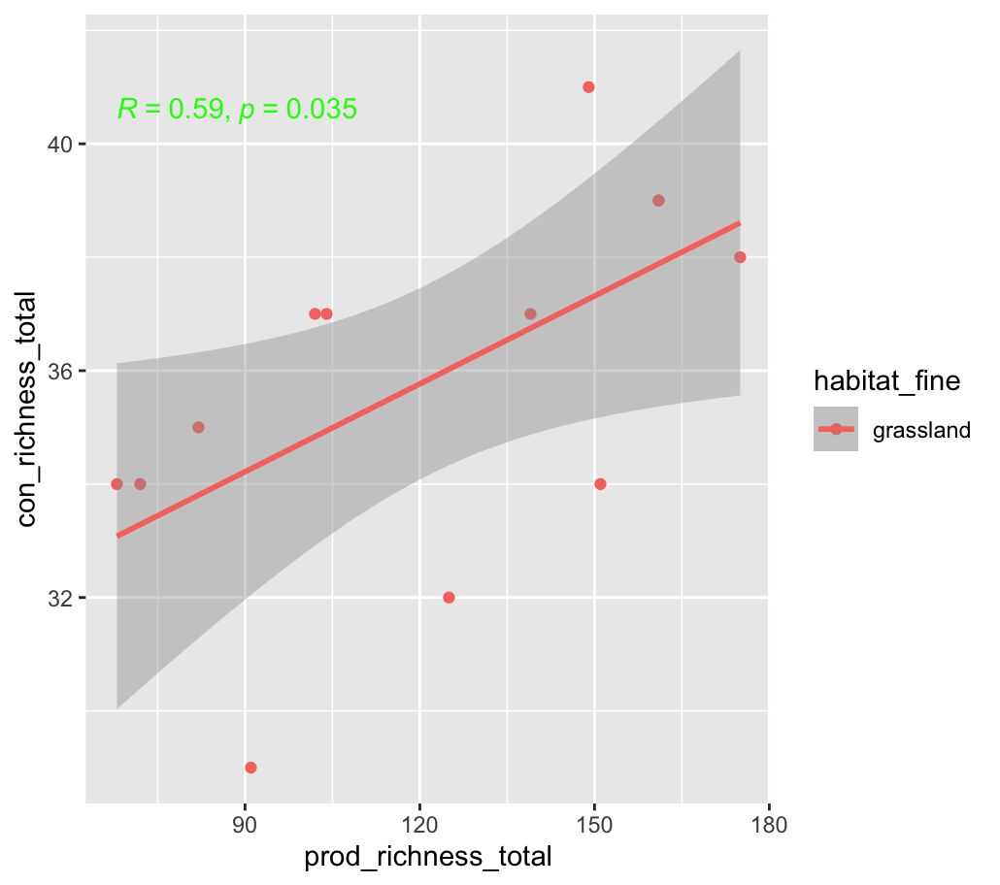 R = 0.59, p = 0.035
40
36
32
con_richness_total
90 120 150 180
prod_richness_total
habitat_fine
grassland